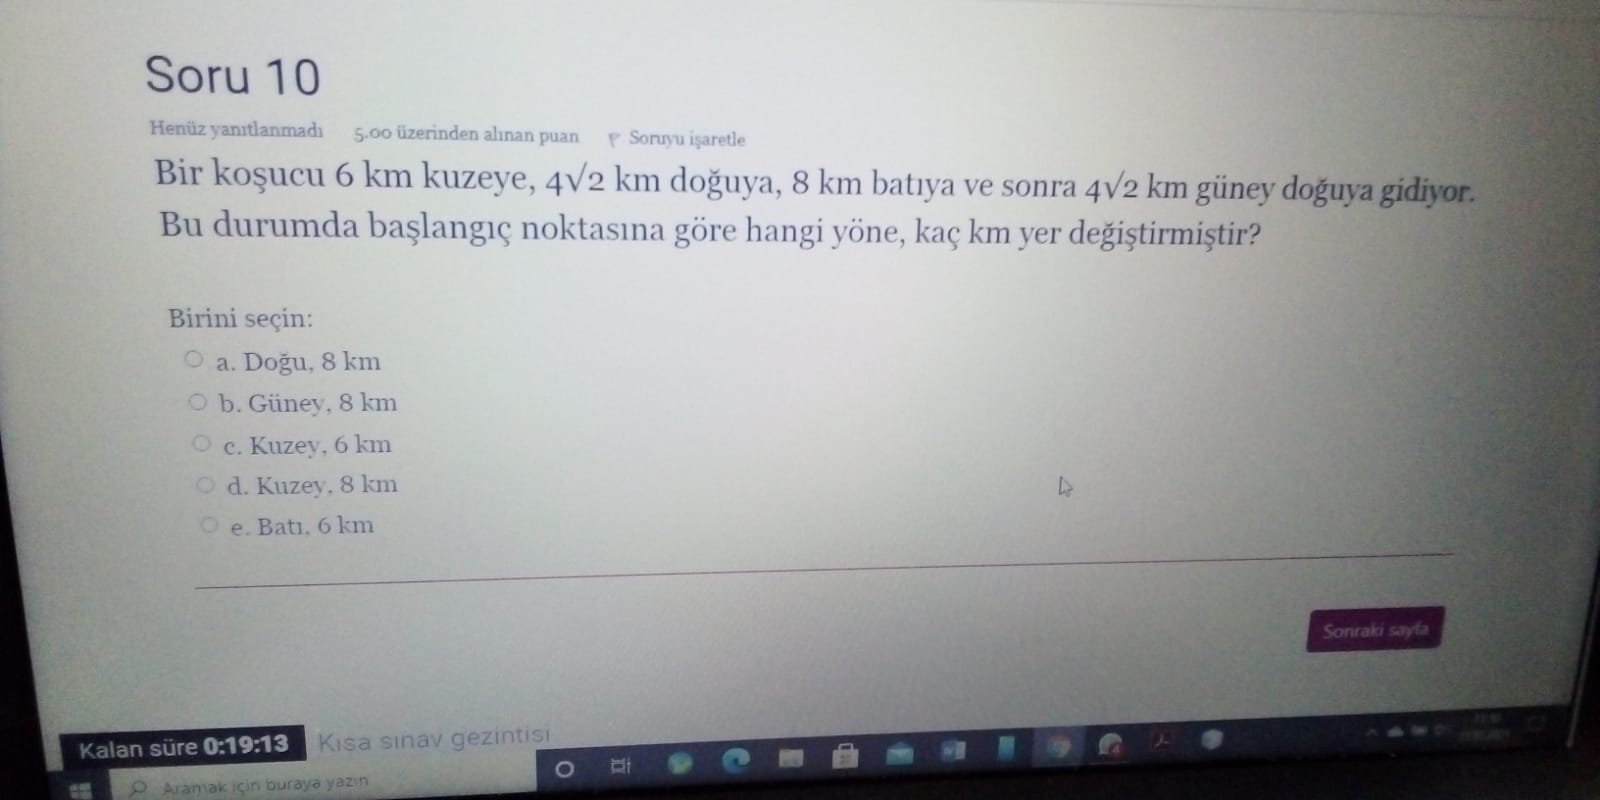 Soru 10
Henüz yanıtlanmadı 5.00 üzerinden alınan puan Soruyu işaretle
Bir koşucu 6 km kuzeye, 4√2 km doğuya, 8 km batıya ve sonra 4√2 km güney doğuya gidiyor.
Bu durumda başlangıç noktasına göre hangi yöne, kaç km yer değiştirmiştir?
Birini seçin:
a. Doğu, 8 km
b. Güney, 8 km
c. Kuzey, 6 km
d. Kuzey, 8 km
e. Batı, 6 km
Sonraki sayfa
Kalan süre 0:19:13 Kısa sınav gezintisi
Aramak için buraya yazın